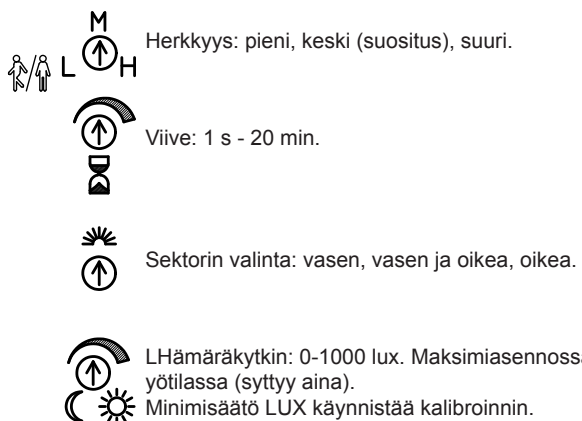 M
Herkkyys: pieni, keski (suositus), suuri.
L H
Viive: 1 s - 20 min.
Sektorin valinta: vasen, vasen ja oikea, oikea.
LHämäräkytkin: 0-1000 lux. Maksimiasennossa
yötilassa (syttyy aina).
Minimisäätö LUX käynnistää kalibroinnin.